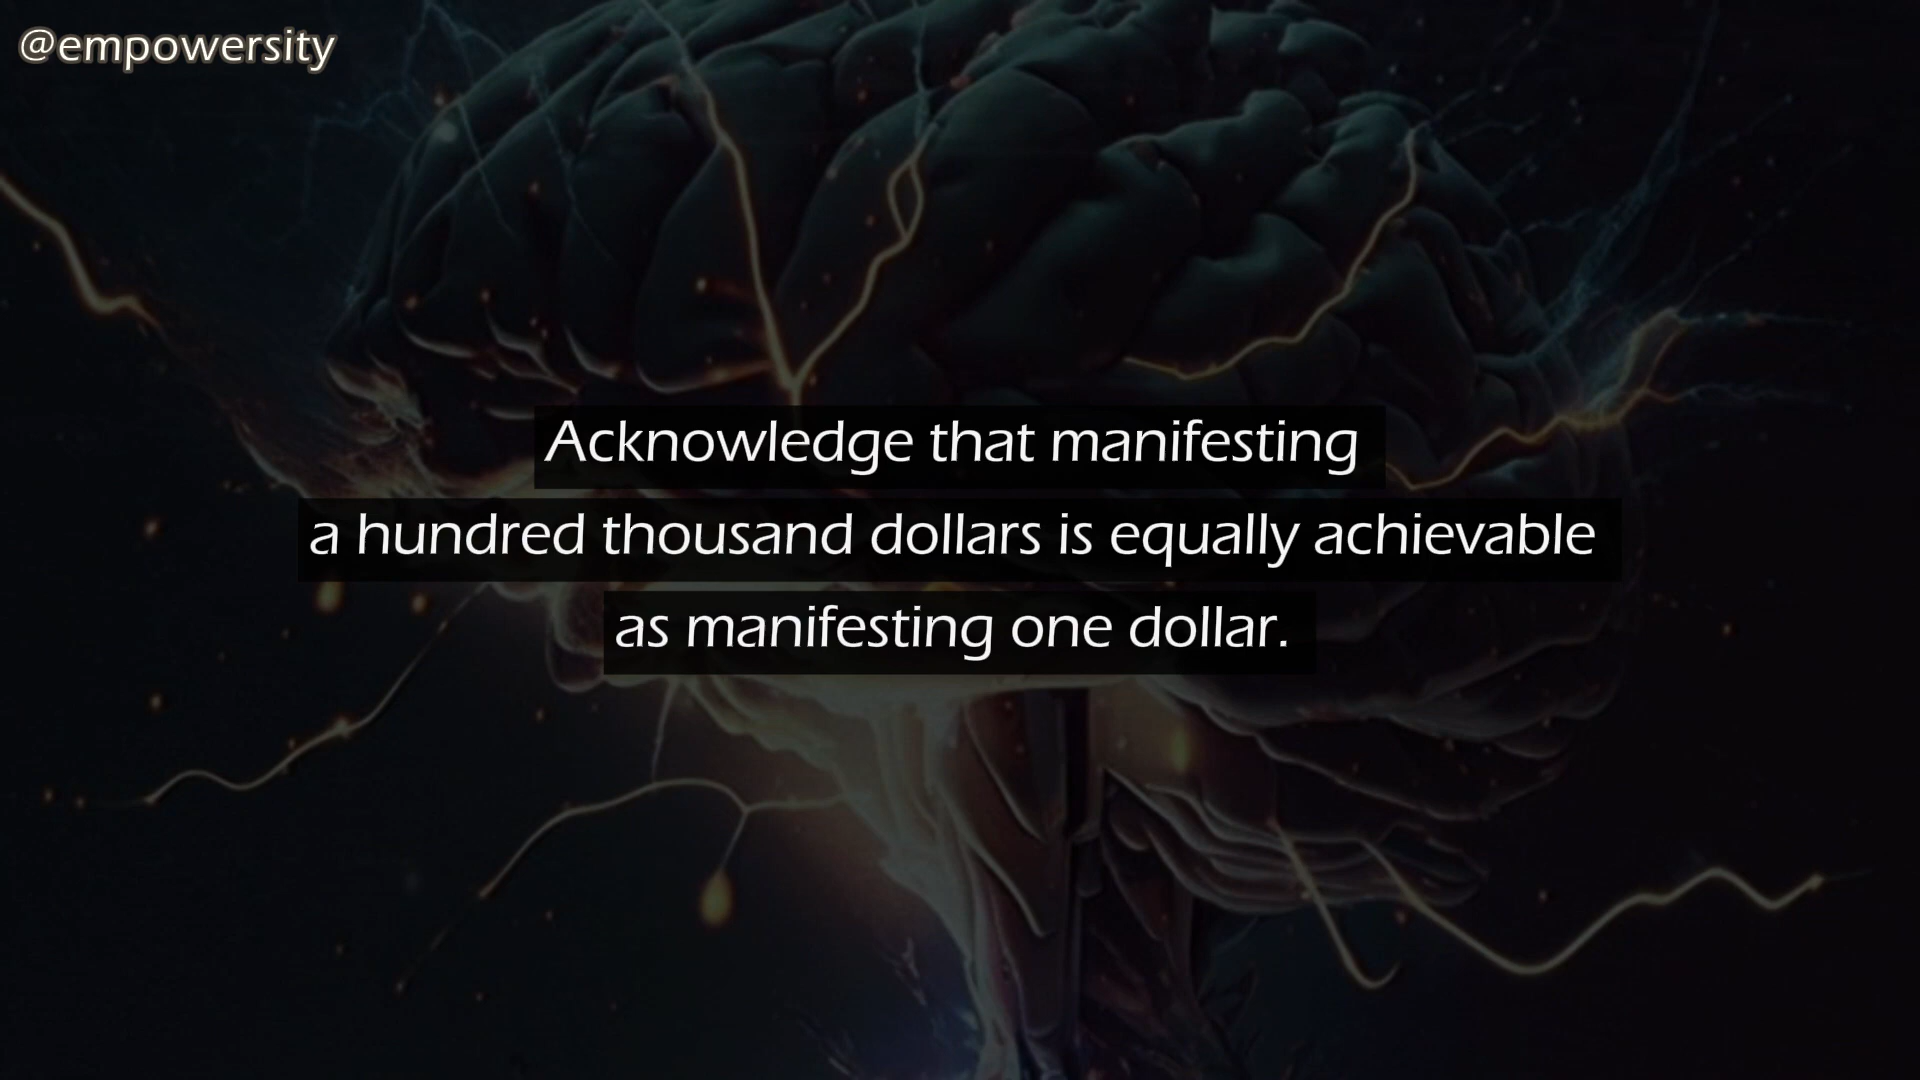 @empowersity
Acknowledge that manifesting
a hundred thousand dollars is equally achievable
as manifesting one dollar.